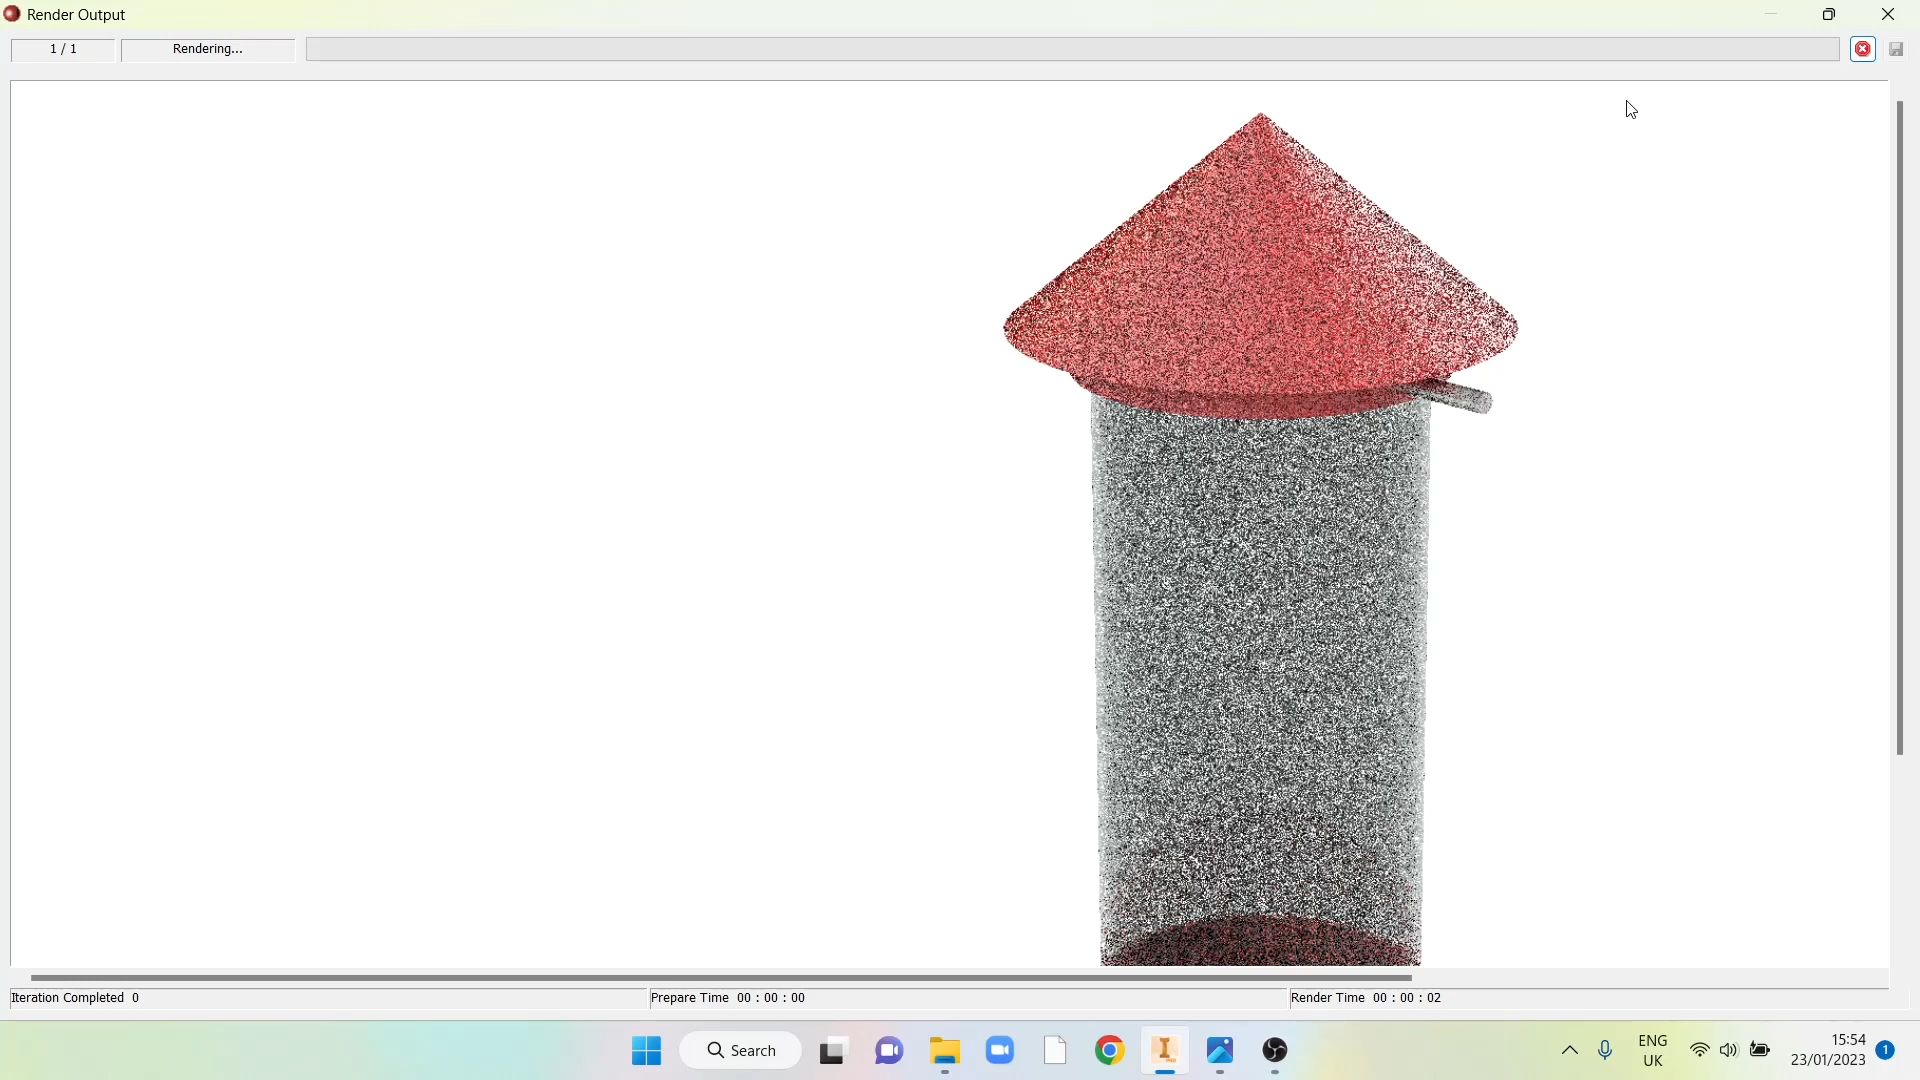 Render Output
1 / 1
Rendering...
Iteration Completed 0
Prepare Time 00 : 00 : 00
Render Time 00 : 00 : 02
Search
ENG
UK
15:54
23/01/2023
1